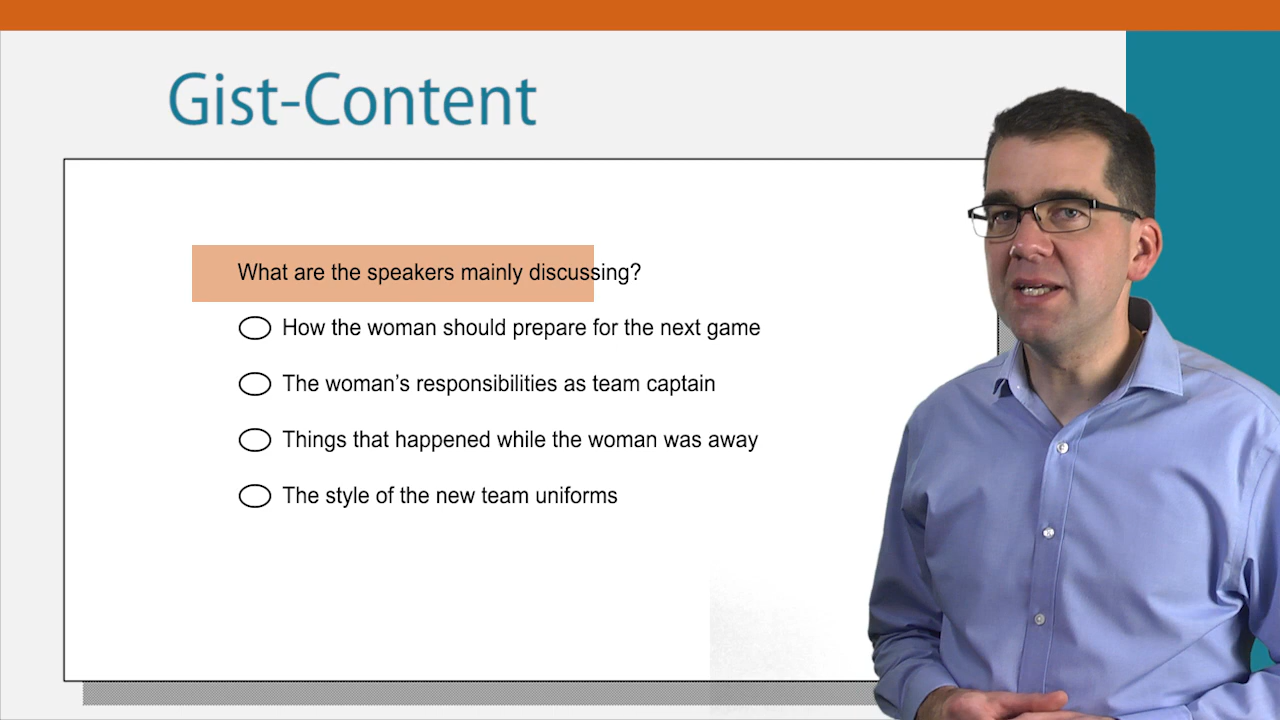 Gist-Content
What are the speakers mainly discussing?
How the woman should prepare for the next game
The woman's responsibilities as team captain
Things that happened while the woman was away
The style of the new team uniforms